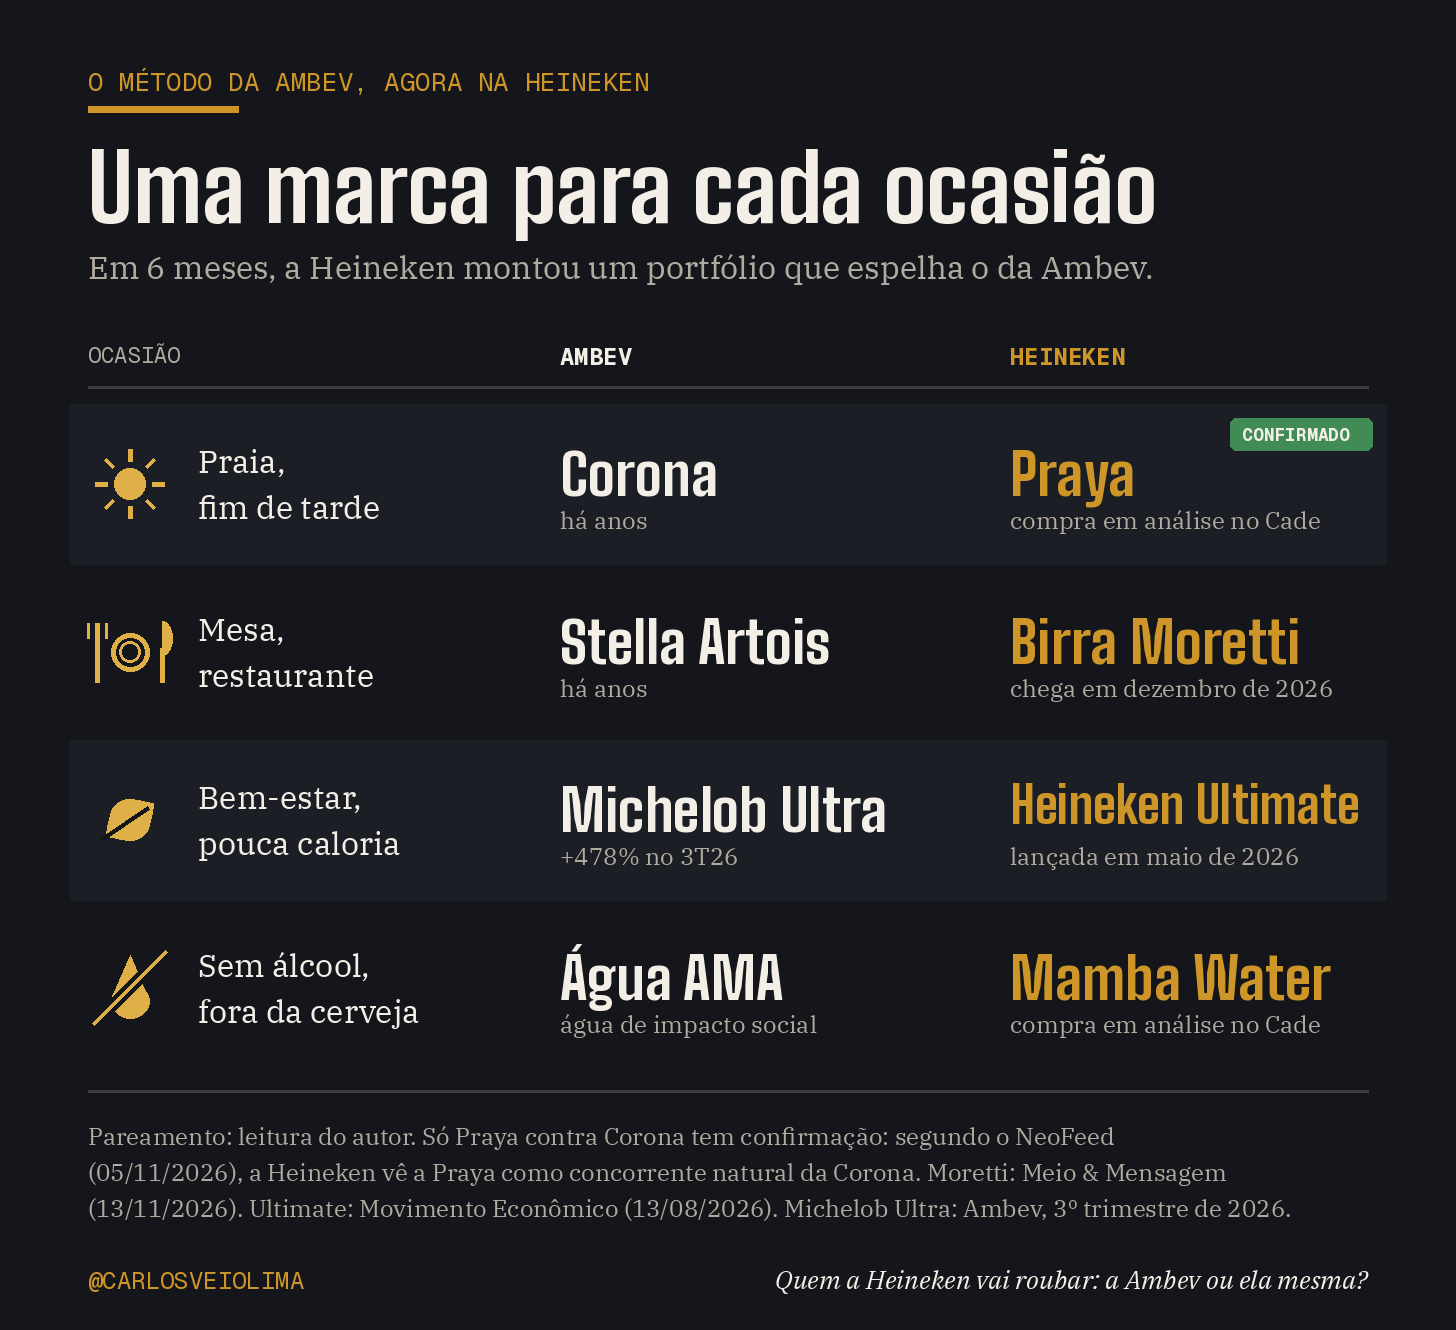 O MÉTODO DA AMBEV, AGORA NA HEINEKEN
Uma marca para cada ocasião
Em 6 meses, a Heineken montou um portfólio que espelha o da Ambev.
OCASIÃO AMBEV HEINEKEN
CONFIRMADO
Praia,
fim de tarde
Corona
há anos
Praya
compra em análise no Cade
Mesa,
restaurante
Stella Artois
há anos
Birra Moretti
chega em dezembro de 2026
Bem-estar,
pouca caloria
Michelob Ultra
+478% no 3T26
Heineken Ultimate
lançada em maio de 2026
Sem álcool,
fora da cerveja
Água AMA
água de impacto social
Mamba Water
compra em análise no Cade
Pareamento: leitura do autor. Só Praya contra Corona tem confirmação: segundo o NeoFeed
(05/11/2026), a Heineken vê a Praya como concorrente natural da Corona. Moretti: Meio & Mensagem
(13/11/2026). Ultimate: Movimento Econômico (13/08/2026). Michelob Ultra: Ambev, 3º trimestre de 2026.
@CARLOSVEIOLIMA
Quem a Heineken vai roubar: a Ambev ou ela mesma?